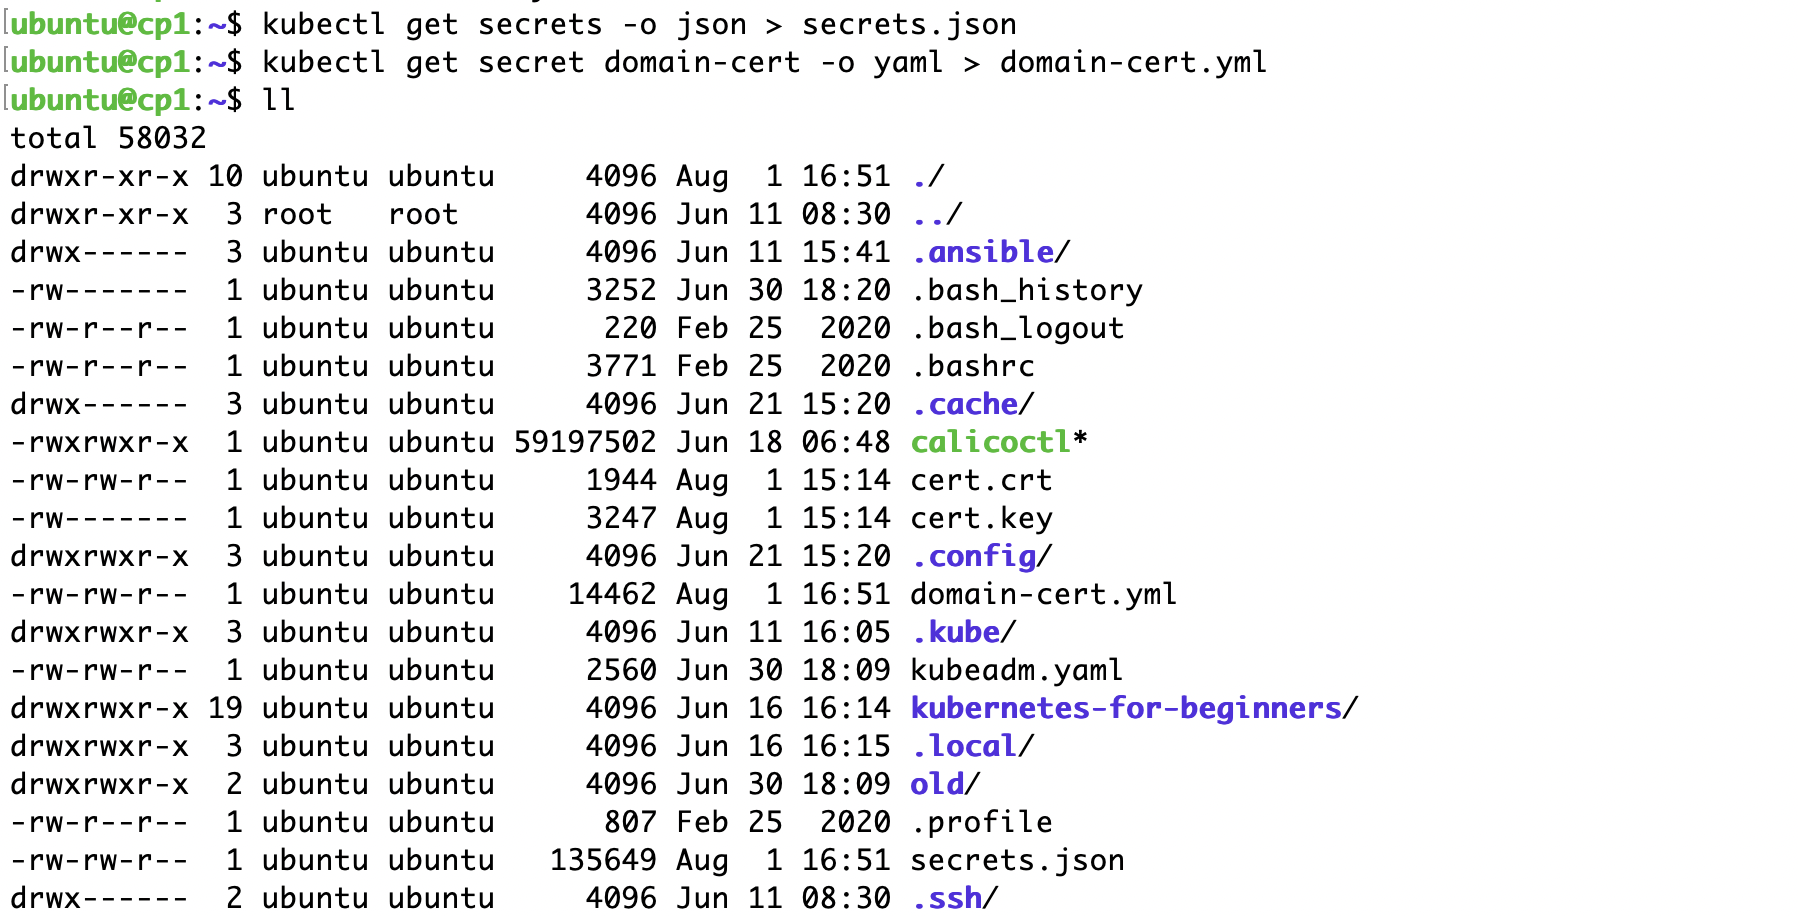 [ubuntu@cp1:~$ kubectl get secrets -o json > secrets.json
[ubuntu@cp1:~$ kubectl get secret domain-cert -o yaml > domain-cert.yml
[ubuntu@cp1:~$ ll
total 58032
drwxr-xr-x 10 ubuntu ubuntu     4096 Aug  1 16:51 ./
drwxr-xr-x  3 root   root       4096 Jun 11 08:30 ../
drwx------  3 ubuntu ubuntu     4096 Jun 11 15:41 .ansible/
-rw-------  1 ubuntu ubuntu     3252 Jun 30 18:20 .bash_history
-rw-r--r--  1 ubuntu ubuntu      220 Feb 25  2020 .bash_logout
-rw-r--r--  1 ubuntu ubuntu     3771 Feb 25  2020 .bashrc
drwx------  3 ubuntu ubuntu     4096 Jun 21 15:20 .cache/
-rwxrwxr-x  1 ubuntu ubuntu 59197502 Jun 18 06:48 calicoctl*
-rw-rw-r--  1 ubuntu ubuntu     1944 Aug  1 15:14 cert.crt
-rw-------  1 ubuntu ubuntu     3247 Aug  1 15:14 cert.key
drwxrwxr-x  3 ubuntu ubuntu     4096 Jun 21 15:20 .config/
-rw-rw-r--  1 ubuntu ubuntu    14462 Aug  1 16:51 domain-cert.yml
drwxrwxr-x  3 ubuntu ubuntu     4096 Jun 11 16:05 .kube/
-rw-rw-r--  1 ubuntu ubuntu     2560 Jun 30 18:09 kubeadm.yaml
drwxrwxr-x 19 ubuntu ubuntu     4096 Jun 16 16:14 kubernetes-for-beginners/
drwxrwxr-x  3 ubuntu ubuntu     4096 Jun 16 16:15 .local/
drwxrwxr-x  2 ubuntu ubuntu     4096 Jun 30 18:09 old/
-rw-r--r--  1 ubuntu ubuntu      807 Feb 25  2020 .profile
-rw-rw-r--  1 ubuntu ubuntu   135649 Aug  1 16:51 secrets.json
drwx------  2 ubuntu ubuntu     4096 Jun 11 08:30 .ssh/